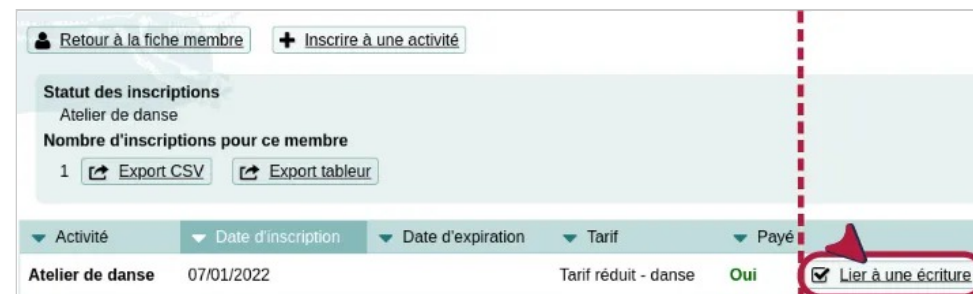 Retour à la fiche membre Inscrire à une activité
Statut des inscriptions
Atelier de danse
Nombre d'inscriptions pour ce membre
1 Export CSV Export tableur
Activité Date d'inscription Date d'expiration Tarif Payé
Atelier de danse 07/01/2022 Tarif réduit - danse Oui Lier à une écriture